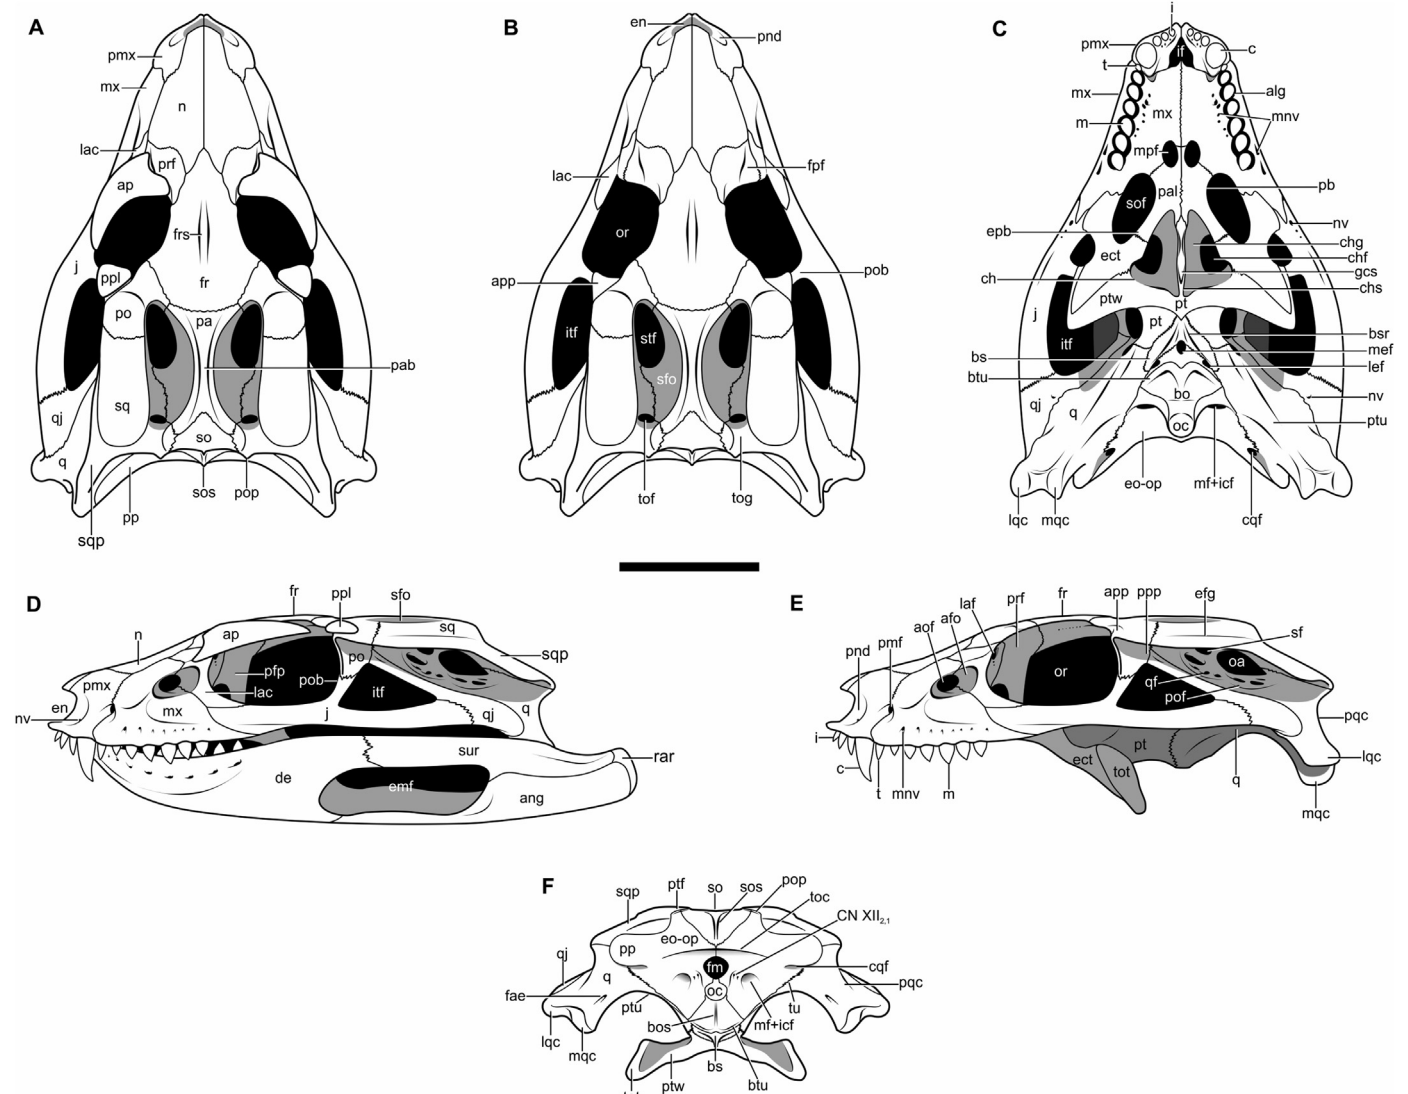 A
pmx
mx
n
lac
prf
ap
frs
j
ppl
fr
po
pa
pab
sq
qj
so
q
sos
pop
pp
sqp
B
en
pnd
lac
fpf
or
app
pob
itf
stf
sfo
tof
tog
C
i
pmx
if
c
t
mx
alg
mx
m
mnv
mpf
pal
pb
sof
nv
epb
chg
ect
chf
gcs
ch
chs
ptw
pt
j
pt
bsr
itf
mef
bs
lef
btu
bo
nv
qj
q
oc
ptu
eo-op
mf+icf
lqc
mqc
cqf
D
fr
ppl
sfo
n
ap
sq
sqp
po
pfp
pmx
pob
lac
itf
en
mx
nv
j
qj
q
sur
rar
de
emf
ang
E
laf
prf
fr
app
ppp
efg
afo
aof
sf
pnd
pmf
or
oa
qf
pof
pqc
i
pt
c
ect
tot
q
lqc
t
mnv
m
mqc
F
sqp
ptf
so
sos
pop
toc
CN XII2,1
eo-op
pp
qj
fm
cqf
q
pqc
oc
fae
ptu
tu
bos
mf+icf
lqc
mqc
bs
ptw
btu